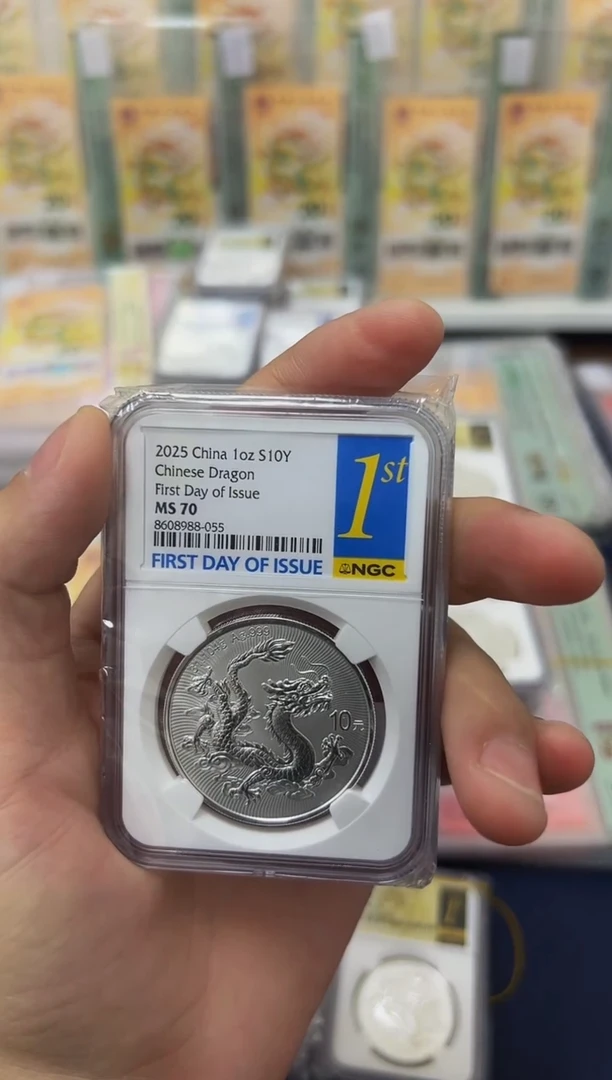 2025 China 1oz S10Y
Chinese Dragon
First Day of Issue
MS 70
8608988-055
1st
FIRST DAY OF ISSUE
NGC
10元